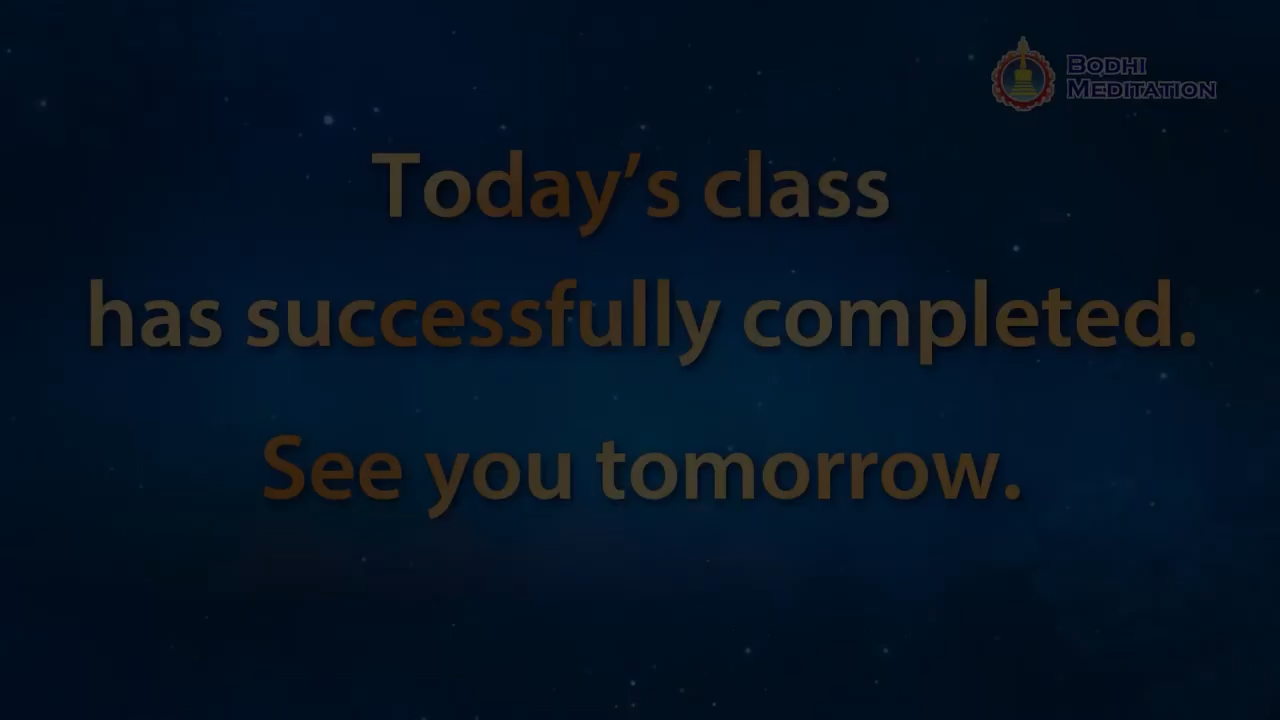 BODHI
MEDITATION
Today’s class
has successfully completed.
See you tomorrow.